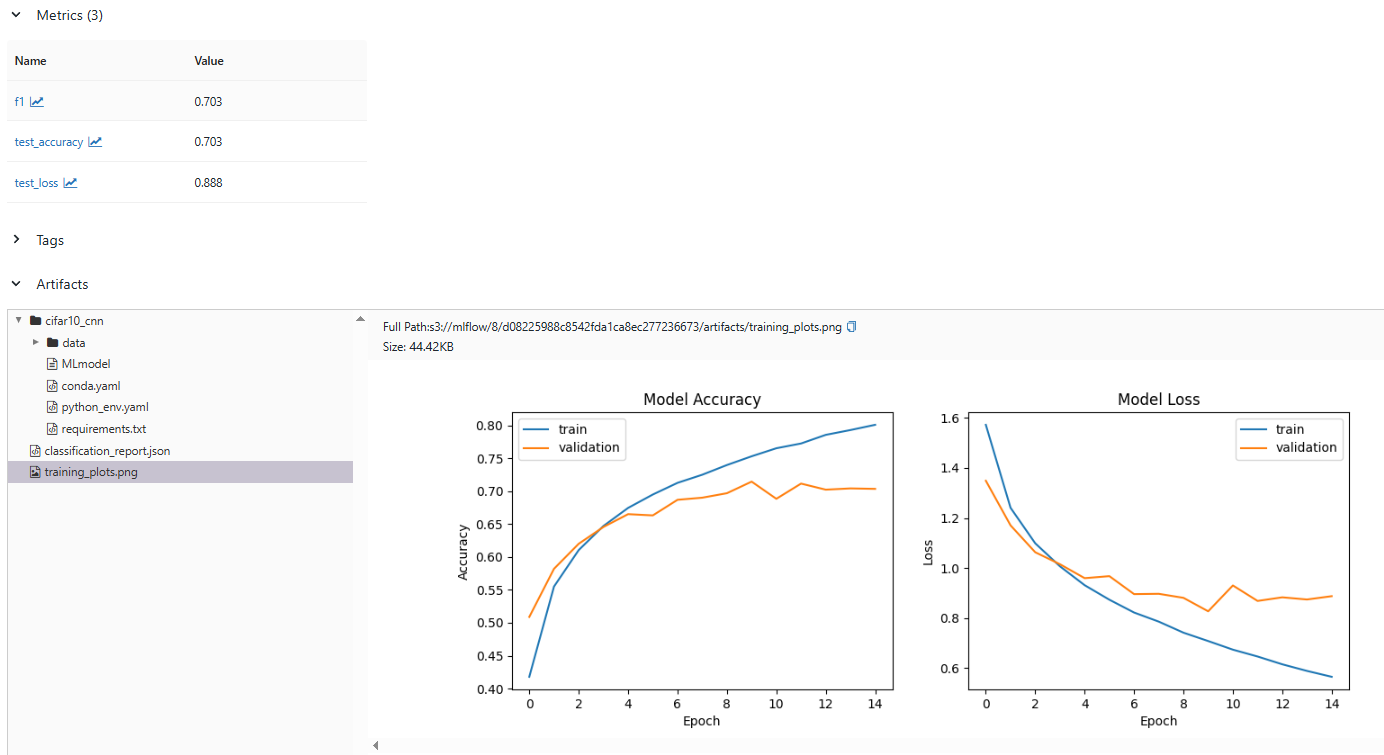 Metrics (3)
Name Value
f1 0.703
test_accuracy 0.703
test_loss 0.888
Tags
Artifacts
cifar10_cnn
data
MLmodel
conda.yaml
python_env.yaml
requirements.txt
classification_report.json
training_plots.png
Full Path:s3://mlflow/8/d08225988c8542fda1ca8ec277236673/artifacts/training_plots.png
Size: 44.42KB
Model Accuracy
train
validation
0.80
0.75
0.70
0.65
0.60
0.55
0.50
0.45
0.40
Accuracy
0 2 4 6 8 10 12 14
Epoch
Model Loss
train
validation
1.6
1.4
1.2
1.0
0.8
0.6
Loss
0 2 4 6 8 10 12 14
Epoch